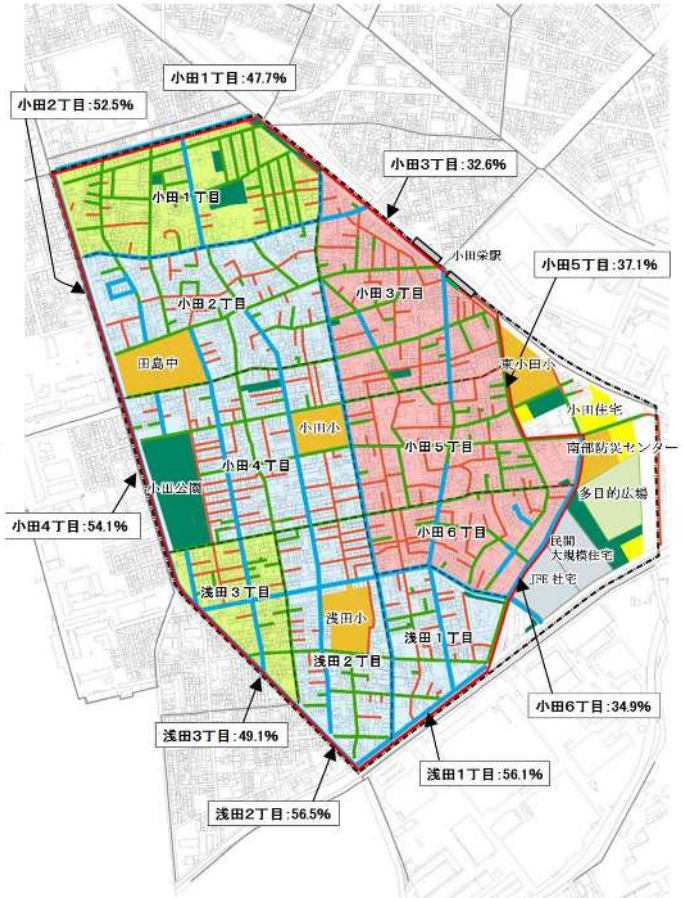 小田1丁目:47.7%
小田2丁目:52.5%
小田3丁目:32.6%
小田1丁目
小田栄駅
小田5丁目:37.1%
小田2丁目
小田3丁目
田島中
東小田小
小田住宅
小田小
小田5丁目
南部防災センター
小田4丁目
小田公園
多目的広場
小田4丁目:54.1%
小田6丁目
民間
大規模住宅
JFE社宅
浅田3丁目
浅田小
浅田1丁目
浅田2丁目
小田6丁目:34.9%
浅田3丁目:49.1%
浅田1丁目:56.1%
浅田2丁目:56.5%